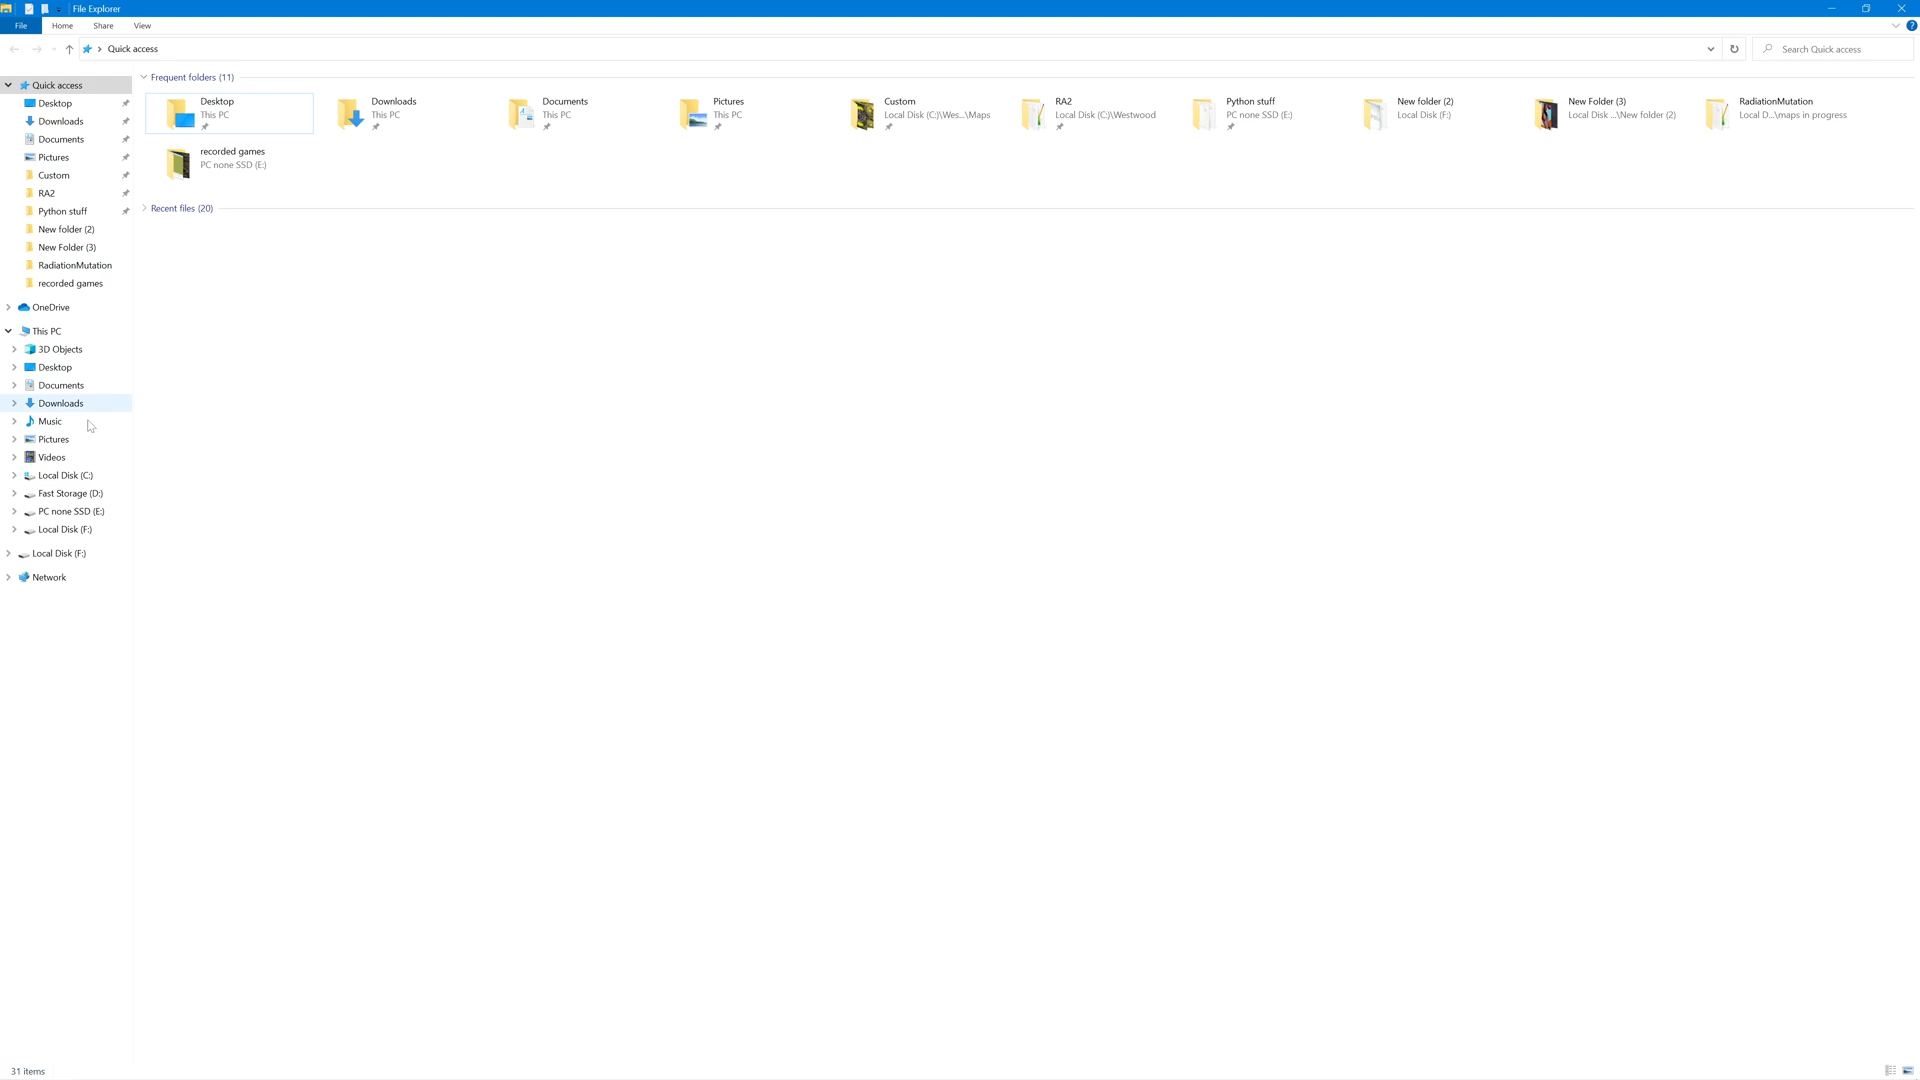 File Explorer
File Home Share View
Quick access
Search Quick access
Quick access
Desktop
Downloads
Documents
Pictures
Custom
RA2
Python stuff
New folder (2)
New Folder (3)
RadiationMutation
recorded games
OneDrive
This PC
3D Objects
Desktop
Documents
Downloads
Music
Pictures
Videos
Local Disk (C:)
Fast Storage (D:)
PC none SSD (E:)
Local Disk (F:)
Local Disk (F:)
Network
Frequent folders (11)
Desktop
This PC
Downloads
This PC
Documents
This PC
Pictures
This PC
Custom
Local Disk (C:)\Wes...\Maps
RA2
Local Disk (C:)\Westwood
Python stuff
PC none SSD (E:)
New folder (2)
Local Disk (F:)
New Folder (3)
Local Disk ...\New folder (2)
RadiationMutation
Local D...\maps in progress
recorded games
PC none SSD (E:)
Recent files (20)
31 items